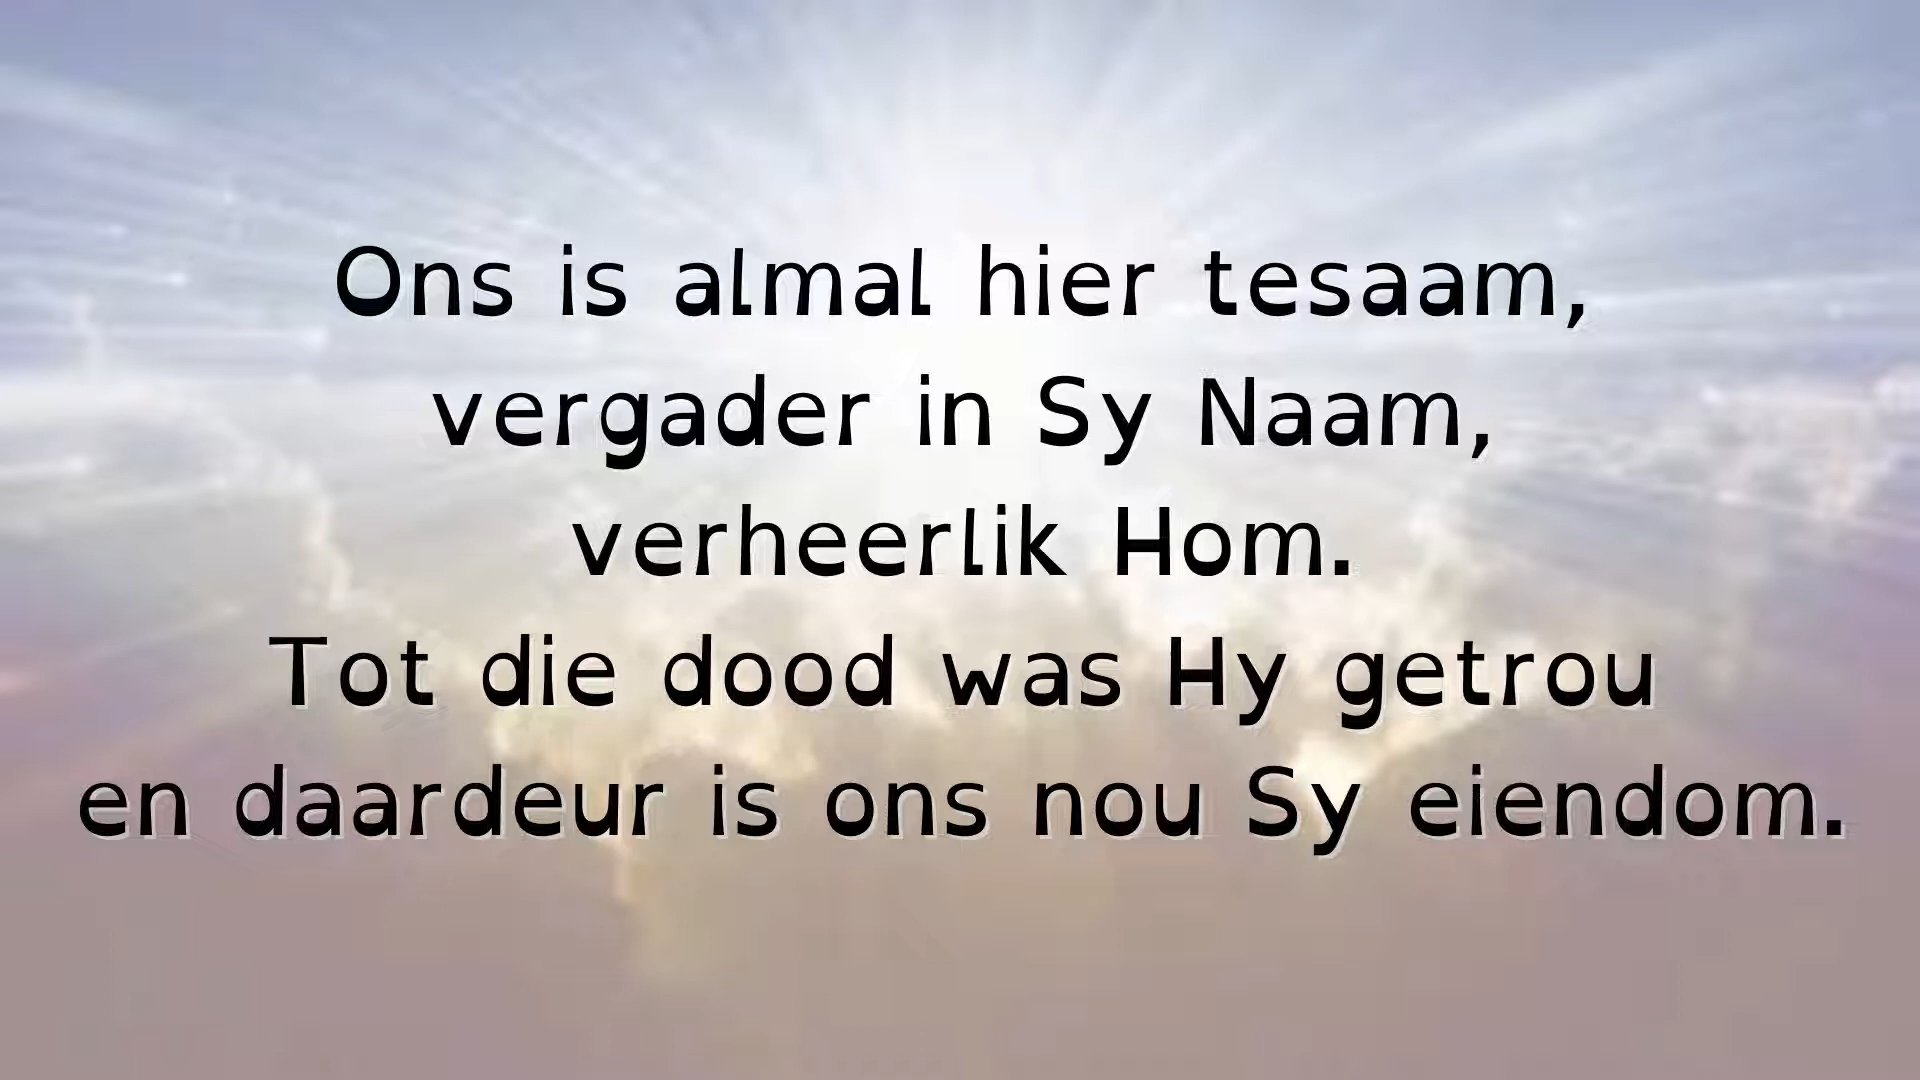 Ons is almal hier tesaam,
vergader in Sy Naam,
verheerlik Hom.
Tot die dood was Hy getrou
en daardeur is ons nou Sy eiendom.